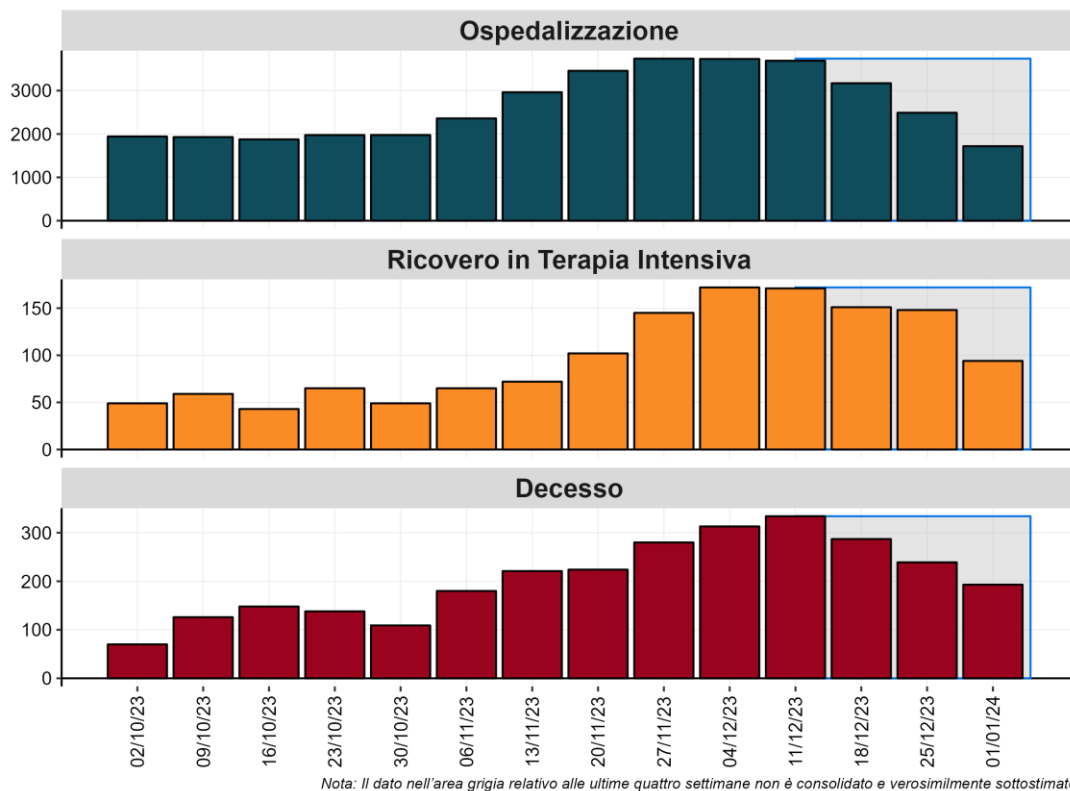 Ospedalizzazione
3000
2000
1000
0
Ricovero in Terapia Intensiva
150
100
50
0
Decesso
300
200
100
0
02/10/23 09/10/23 16/10/23 23/10/23 30/10/23 06/11/23 13/11/23 20/11/23 27/11/23 04/12/23 11/12/23 18/12/23 25/12/23 01/01/24
Nota: Il dato nell'area grigia relativo alle ultime quattro settimane non è consolidato e verosimilmente sottostimat